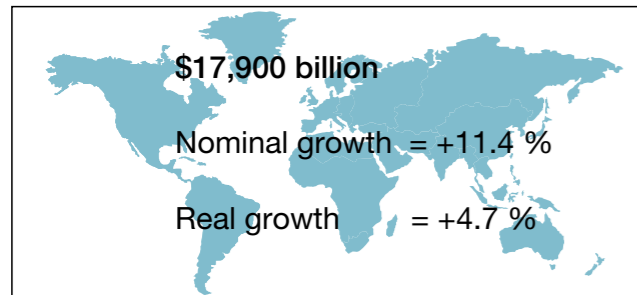 $17,900 billion
Nominal growth = +11.4 %
Real growth = +4.7 %